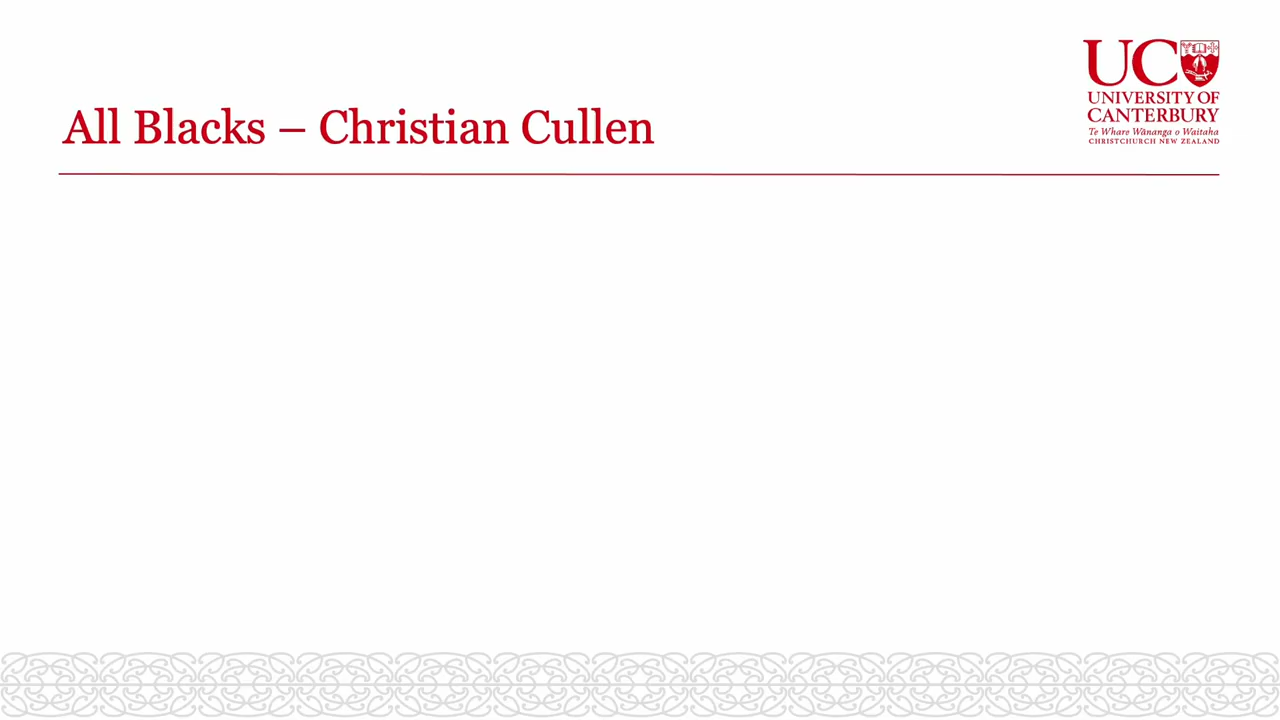 All Blacks – Christian Cullen
UC
UNIVERSITY OF
CANTERBURY
Te Whare Wānanga o Waitaha
CHRISTCHURCH NEW ZEALAND